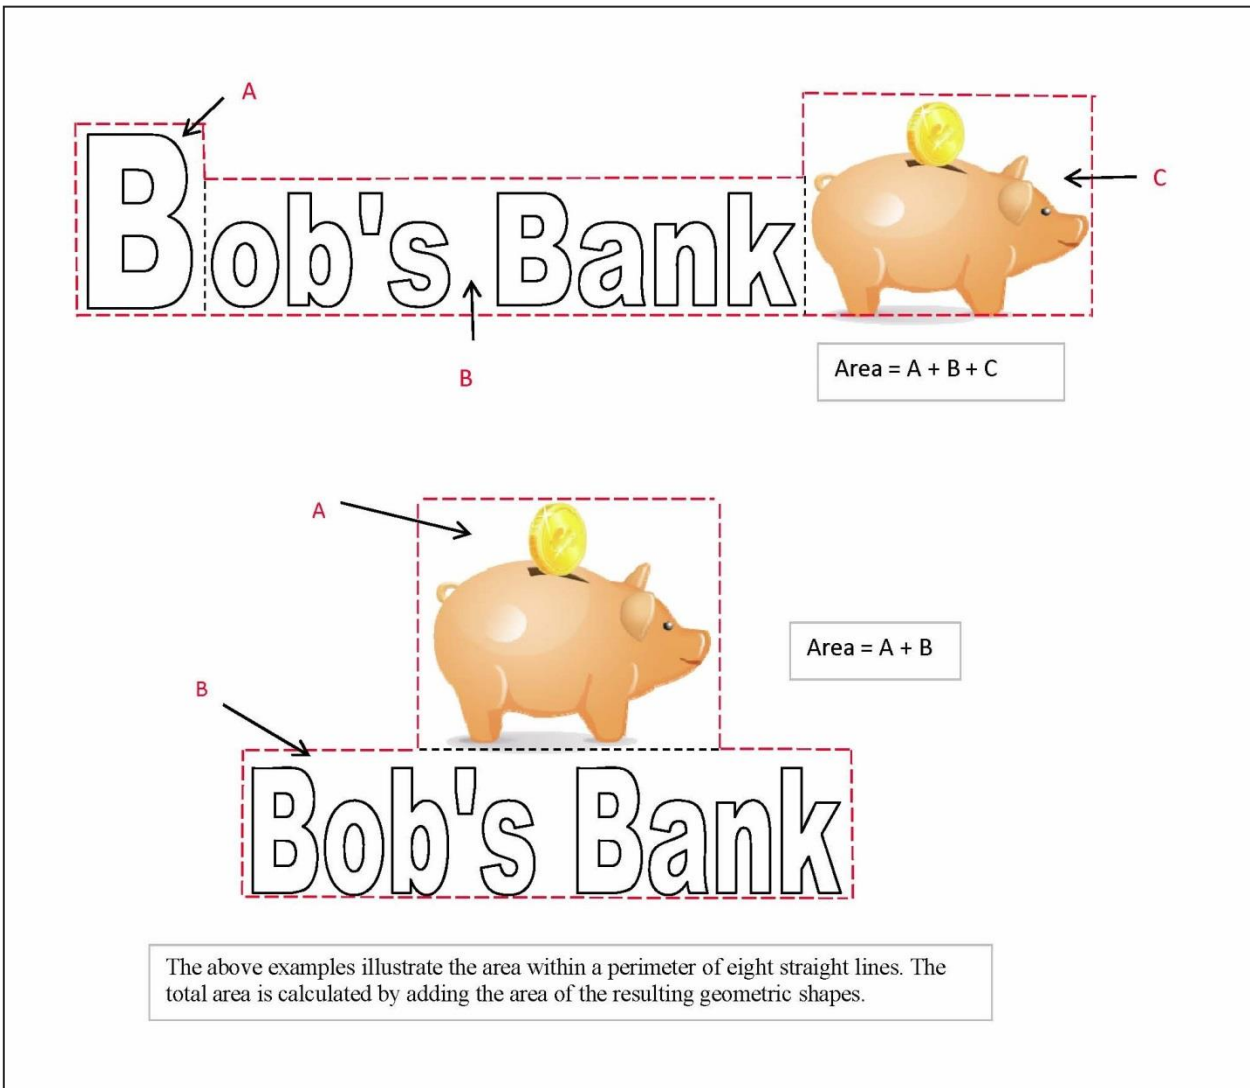 A
C
Bob's Bank
B
Area = A + B + C
A
Area = A + B
B
Bob's Bank
The above examples illustrate the area within a perimeter of eight straight lines. The
total area is calculated by adding the area of the resulting geometric shapes.